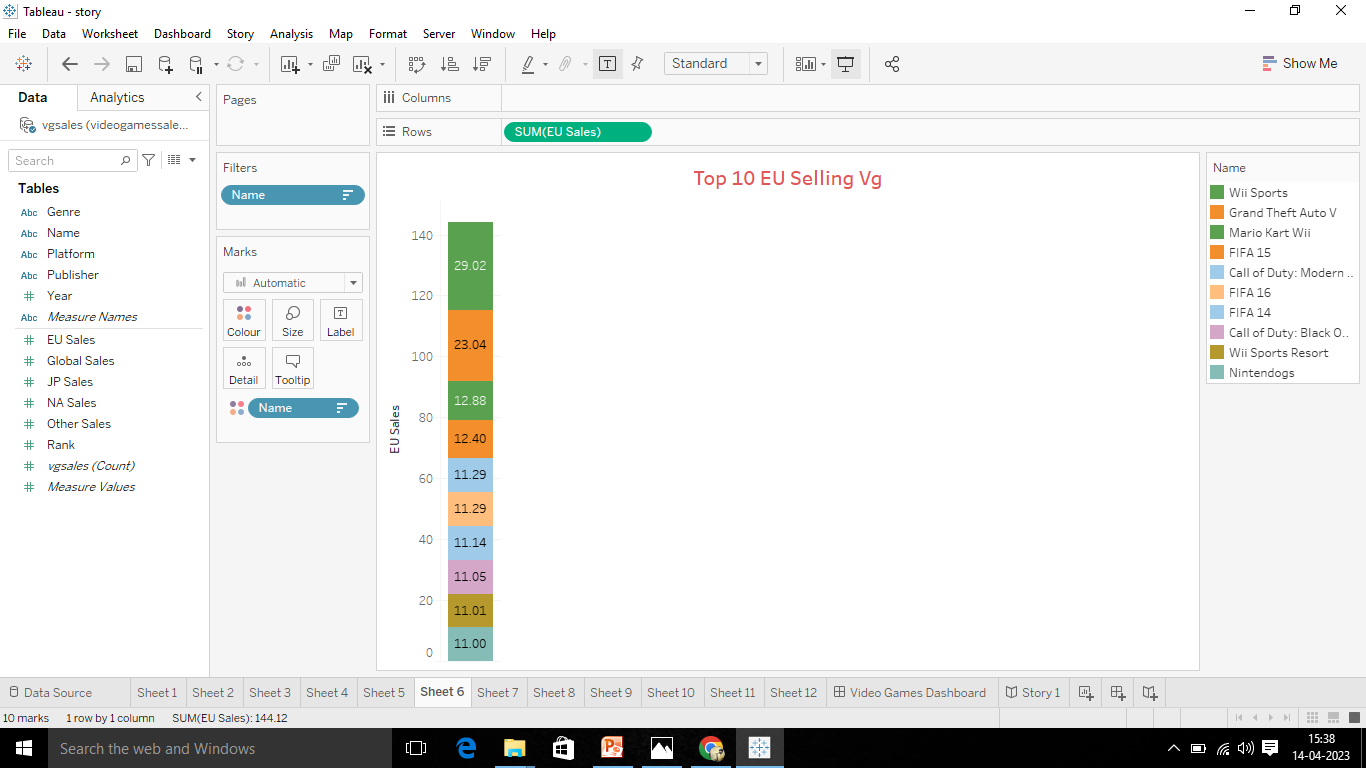 Tableau - story
File Data Worksheet Dashboard Story Analysis Map Format Server Window Help
Standard
Show Me
Data Analytics
vgsales (videogamessale...
Search
Tables
Abc Genre
Abc Name
Abc Platform
Abc Publisher
# Year
Abc Measure Names
# EU Sales
# Global Sales
# JP Sales
# NA Sales
# Other Sales
# Rank
# vgsales (Count)
# Measure Values
Pages
Filters
Name
Marks
Automatic
Colour Size Label
Detail Tooltip
Name
Columns
Rows SUM(EU Sales)
Top 10 EU Selling Vg
EU Sales
140
120
100
80
60
40
20
0
29.02
23.04
12.88
12.40
11.29
11.29
11.14
11.05
11.01
11.00
Name
Wii Sports
Grand Theft Auto V
Mario Kart Wii
FIFA 15
Call of Duty: Modern ..
FIFA 16
FIFA 14
Call of Duty: Black O..
Wii Sports Resort
Nintendogs
Data Source Sheet 1 Sheet 2 Sheet 3 Sheet 4 Sheet 5 Sheet 6 Sheet 7 Sheet 8 Sheet 9 Sheet 10 Sheet 11 Sheet 12 Video Games Dashboard Story 1
10 marks 1 row by 1 column SUM(EU Sales): 144.12
Search the web and Windows
15:38
14-04-2023